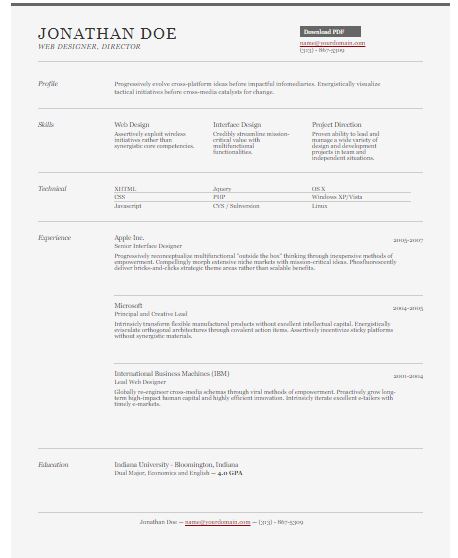 JONATHAN DOE
WEB DESIGNER, DIRECTOR
Download PDF
name@yourdomain.com
(313) - 867-5309
Profile
Progressively evolve cross-platform ideas before impactful infomediaries. Energistically visualize
tactical initiatives before cross-media catalysts for change.
Skills
Web Design
Assertively exploit wireless
initiatives rather than
synergistic core competencies.
Interface Design
Credibly streamline mission-
critical value with
multifunctional
functionalities.
Project Direction
Proven ability to lead and
manage a wide variety of
design and development
projects in team and
independent situations.
Technical
XHTML Jquery OS X
CSS PHP Windows XP/Vista
Javascript CVS / Subversion Linux
Experience
Apple Inc. 2005-2007
Senior Interface Designer
Progressively reconceptualize multifunctional "outside the box" thinking through inexpensive methods of
empowerment. Compellingly morph extensive niche markets with mission-critical ideas. Phosfluorescently
deliver bricks-and-clicks strategic theme areas rather than scalable benefits.
Microsoft 2004-2005
Principal and Creative Lead
Intrinsicly transform flexible manufactured products without excellent intellectual capital. Energistically
evisculate orthogonal architectures through covalent action items. Assertively incentivize sticky platforms
without synergistic materials.
International Business Machines (IBM) 2001-2004
Lead Web Designer
Globally re-engineer cross-media schemas through viral methods of empowerment. Proactively grow long-
term high-impact human capital and highly efficient innovation. Intrinsicly iterate excellent e-tailers with
timely e-markets.
Education
Indiana University - Bloomington, Indiana
Dual Major, Economics and English — 4.0 GPA
Jonathan Doe — name@yourdomain.com — (313) - 867-5309